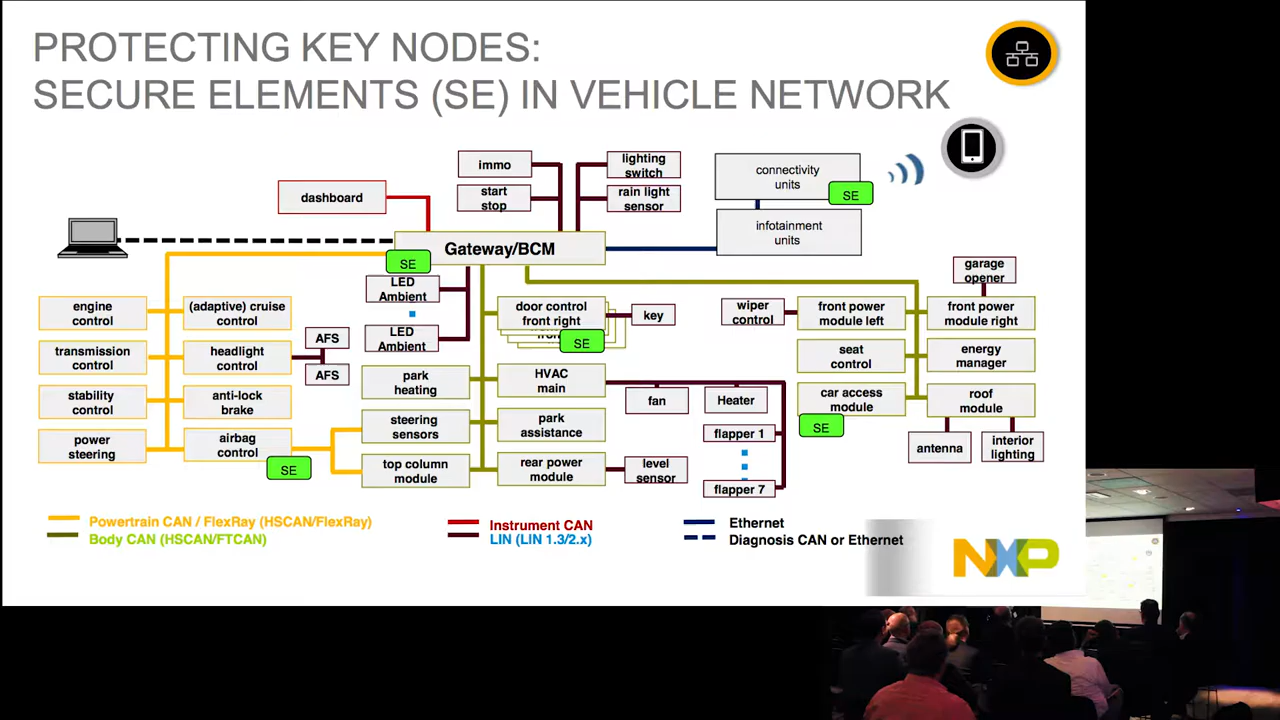 PROTECTING KEY NODES:
SECURE ELEMENTS (SE) IN VEHICLE NETWORK
immo
lighting
switch
connectivity
units
SE
dashboard
start
stop
rain light
sensor
infotainment
units
Gateway/BCM
SE
garage
opener
LED
Ambient
engine
control
(adaptive) cruise
control
door control
front right
SE
key
wiper
control
front power
module left
front power
module right
AFS
LED
Ambient
transmission
control
headlight
control
AFS
seat
control
energy
manager
park
heating
HVAC
main
stability
control
anti-lock
brake
fan
Heater
car access
module
SE
roof
module
steering
sensors
park
assistance
flapper 1
power
steering
airbag
control
SE
antenna
interior
lighting
top column
module
rear power
module
level
sensor
flapper 7
Powertrain CAN / FlexRay (HSCAN/FlexRay)
Body CAN (HSCAN/FTCAN)
Instrument CAN
LIN (LIN 1.3/2.x)
Ethernet
Diagnosis CAN or Ethernet
NXP